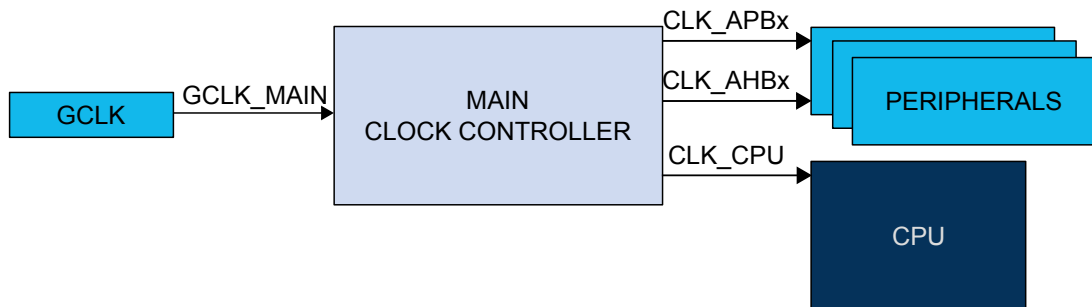 CLK_APBx
GCLK_MAIN
CLK_AHBx
GCLK
MAIN
CLOCK CONTROLLER
PERIPHERALS
CLK_CPU
CPU